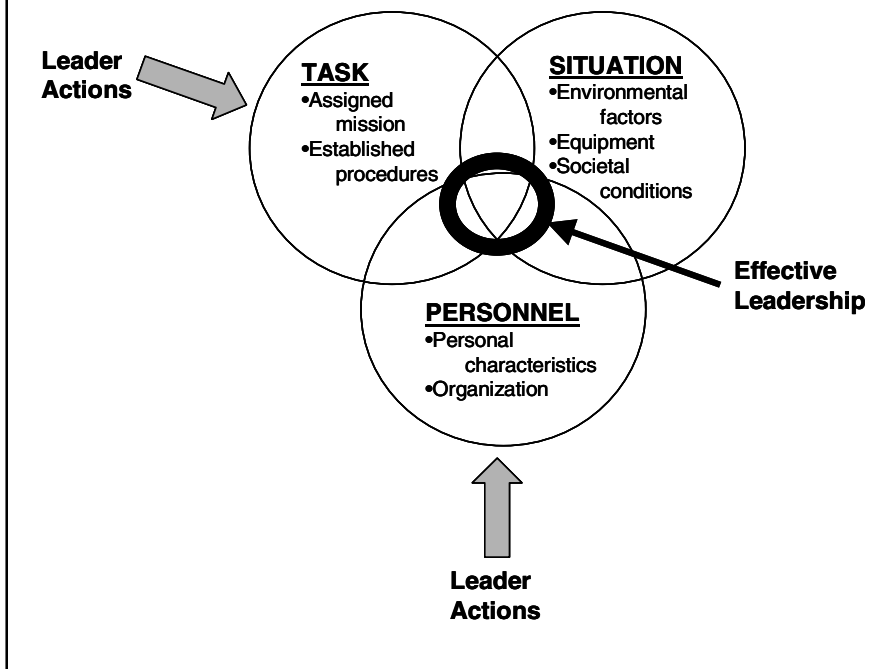 Leader
Actions
TASK
•Assigned
mission
•Established
procedures
SITUATION
•Environmental
factors
•Equipment
•Societal
conditions
Effective
Leadership
PERSONNEL
•Personal
characteristics
•Organization
Leader
Actions